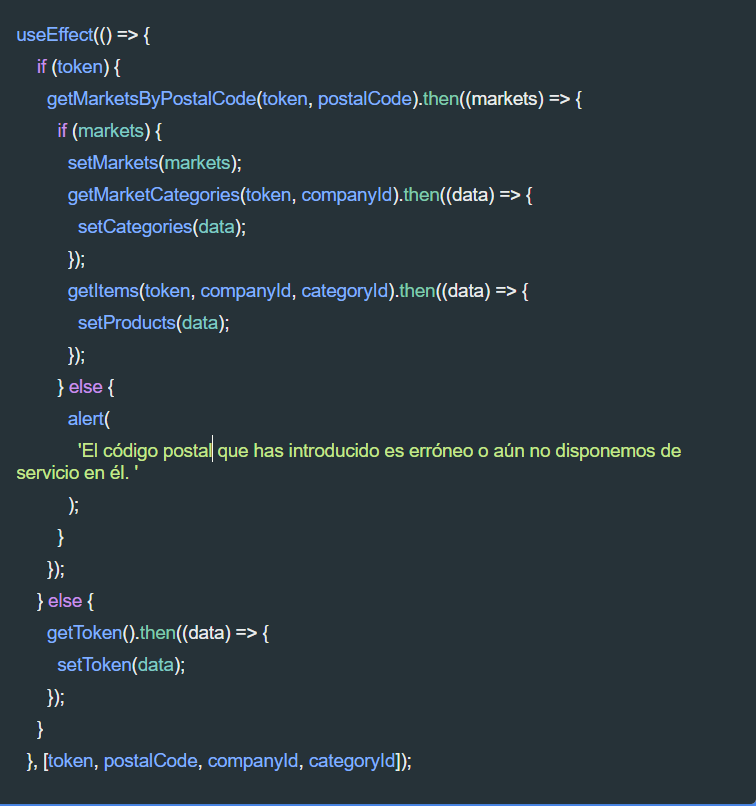 useEffect(() => {
if (token) {
getMarketsByPostalCode(token, postalCode).then((markets) => {
if (markets) {
setMarkets(markets);
getMarketCategories(token, companyId).then((data) => {
setCategories(data);
});
getItems(token, companyId, categoryId).then((data) => {
setProducts(data);
});
} else {
alert(
'El código postal que has introducido es erróneo o aún no disponemos de
servicio en él. '
);
}
});
} else {
getToken().then((data) => {
setToken(data);
});
}
}, [token, postalCode, companyId, categoryId]);